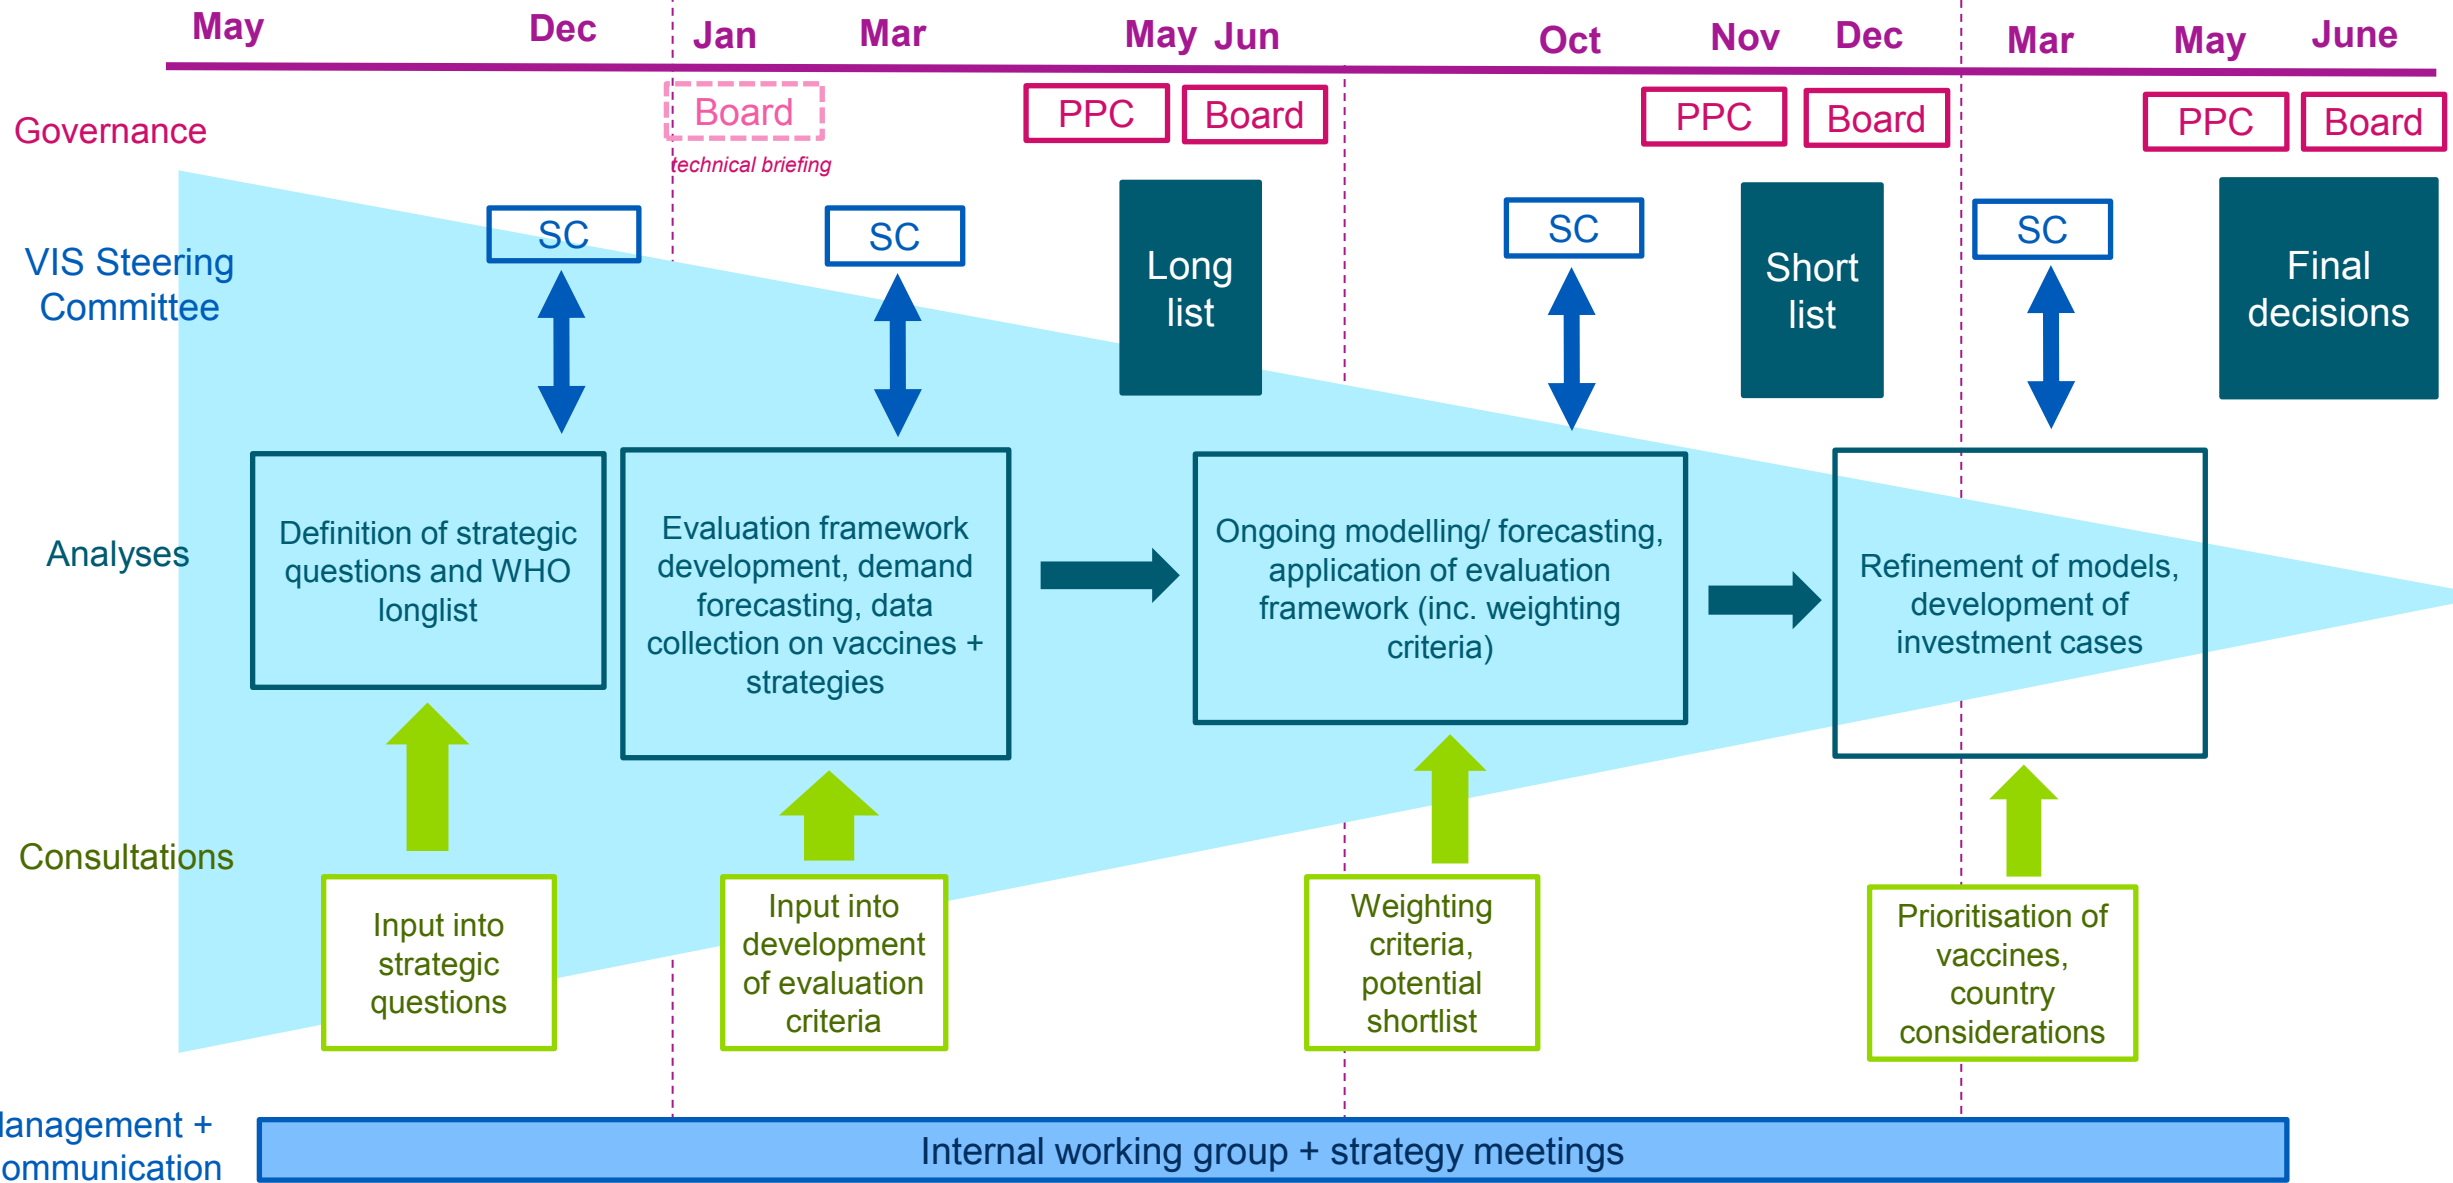 May Dec Jan Mar May Jun Oct Nov Dec Mar May June
Governance
Board
technical briefing
PPC
Board
PPC
Board
PPC
Board
VIS Steering
Committee
SC
SC
Long
list
SC
Short
list
SC
Final
decisions
Analyses
Definition of strategic
questions and WHO
longlist
Evaluation framework
development, demand
forecasting, data
collection on vaccines +
strategies
Ongoing modelling/ forecasting,
application of evaluation
framework (inc. weighting
criteria)
Refinement of models,
development of
investment cases
Consultations
Input into
strategic
questions
Input into
development
of evaluation
criteria
Weighting
criteria,
potential
shortlist
Prioritisation of
vaccines,
country
considerations
lanagement +
ommunication
Internal working group + strategy meetings